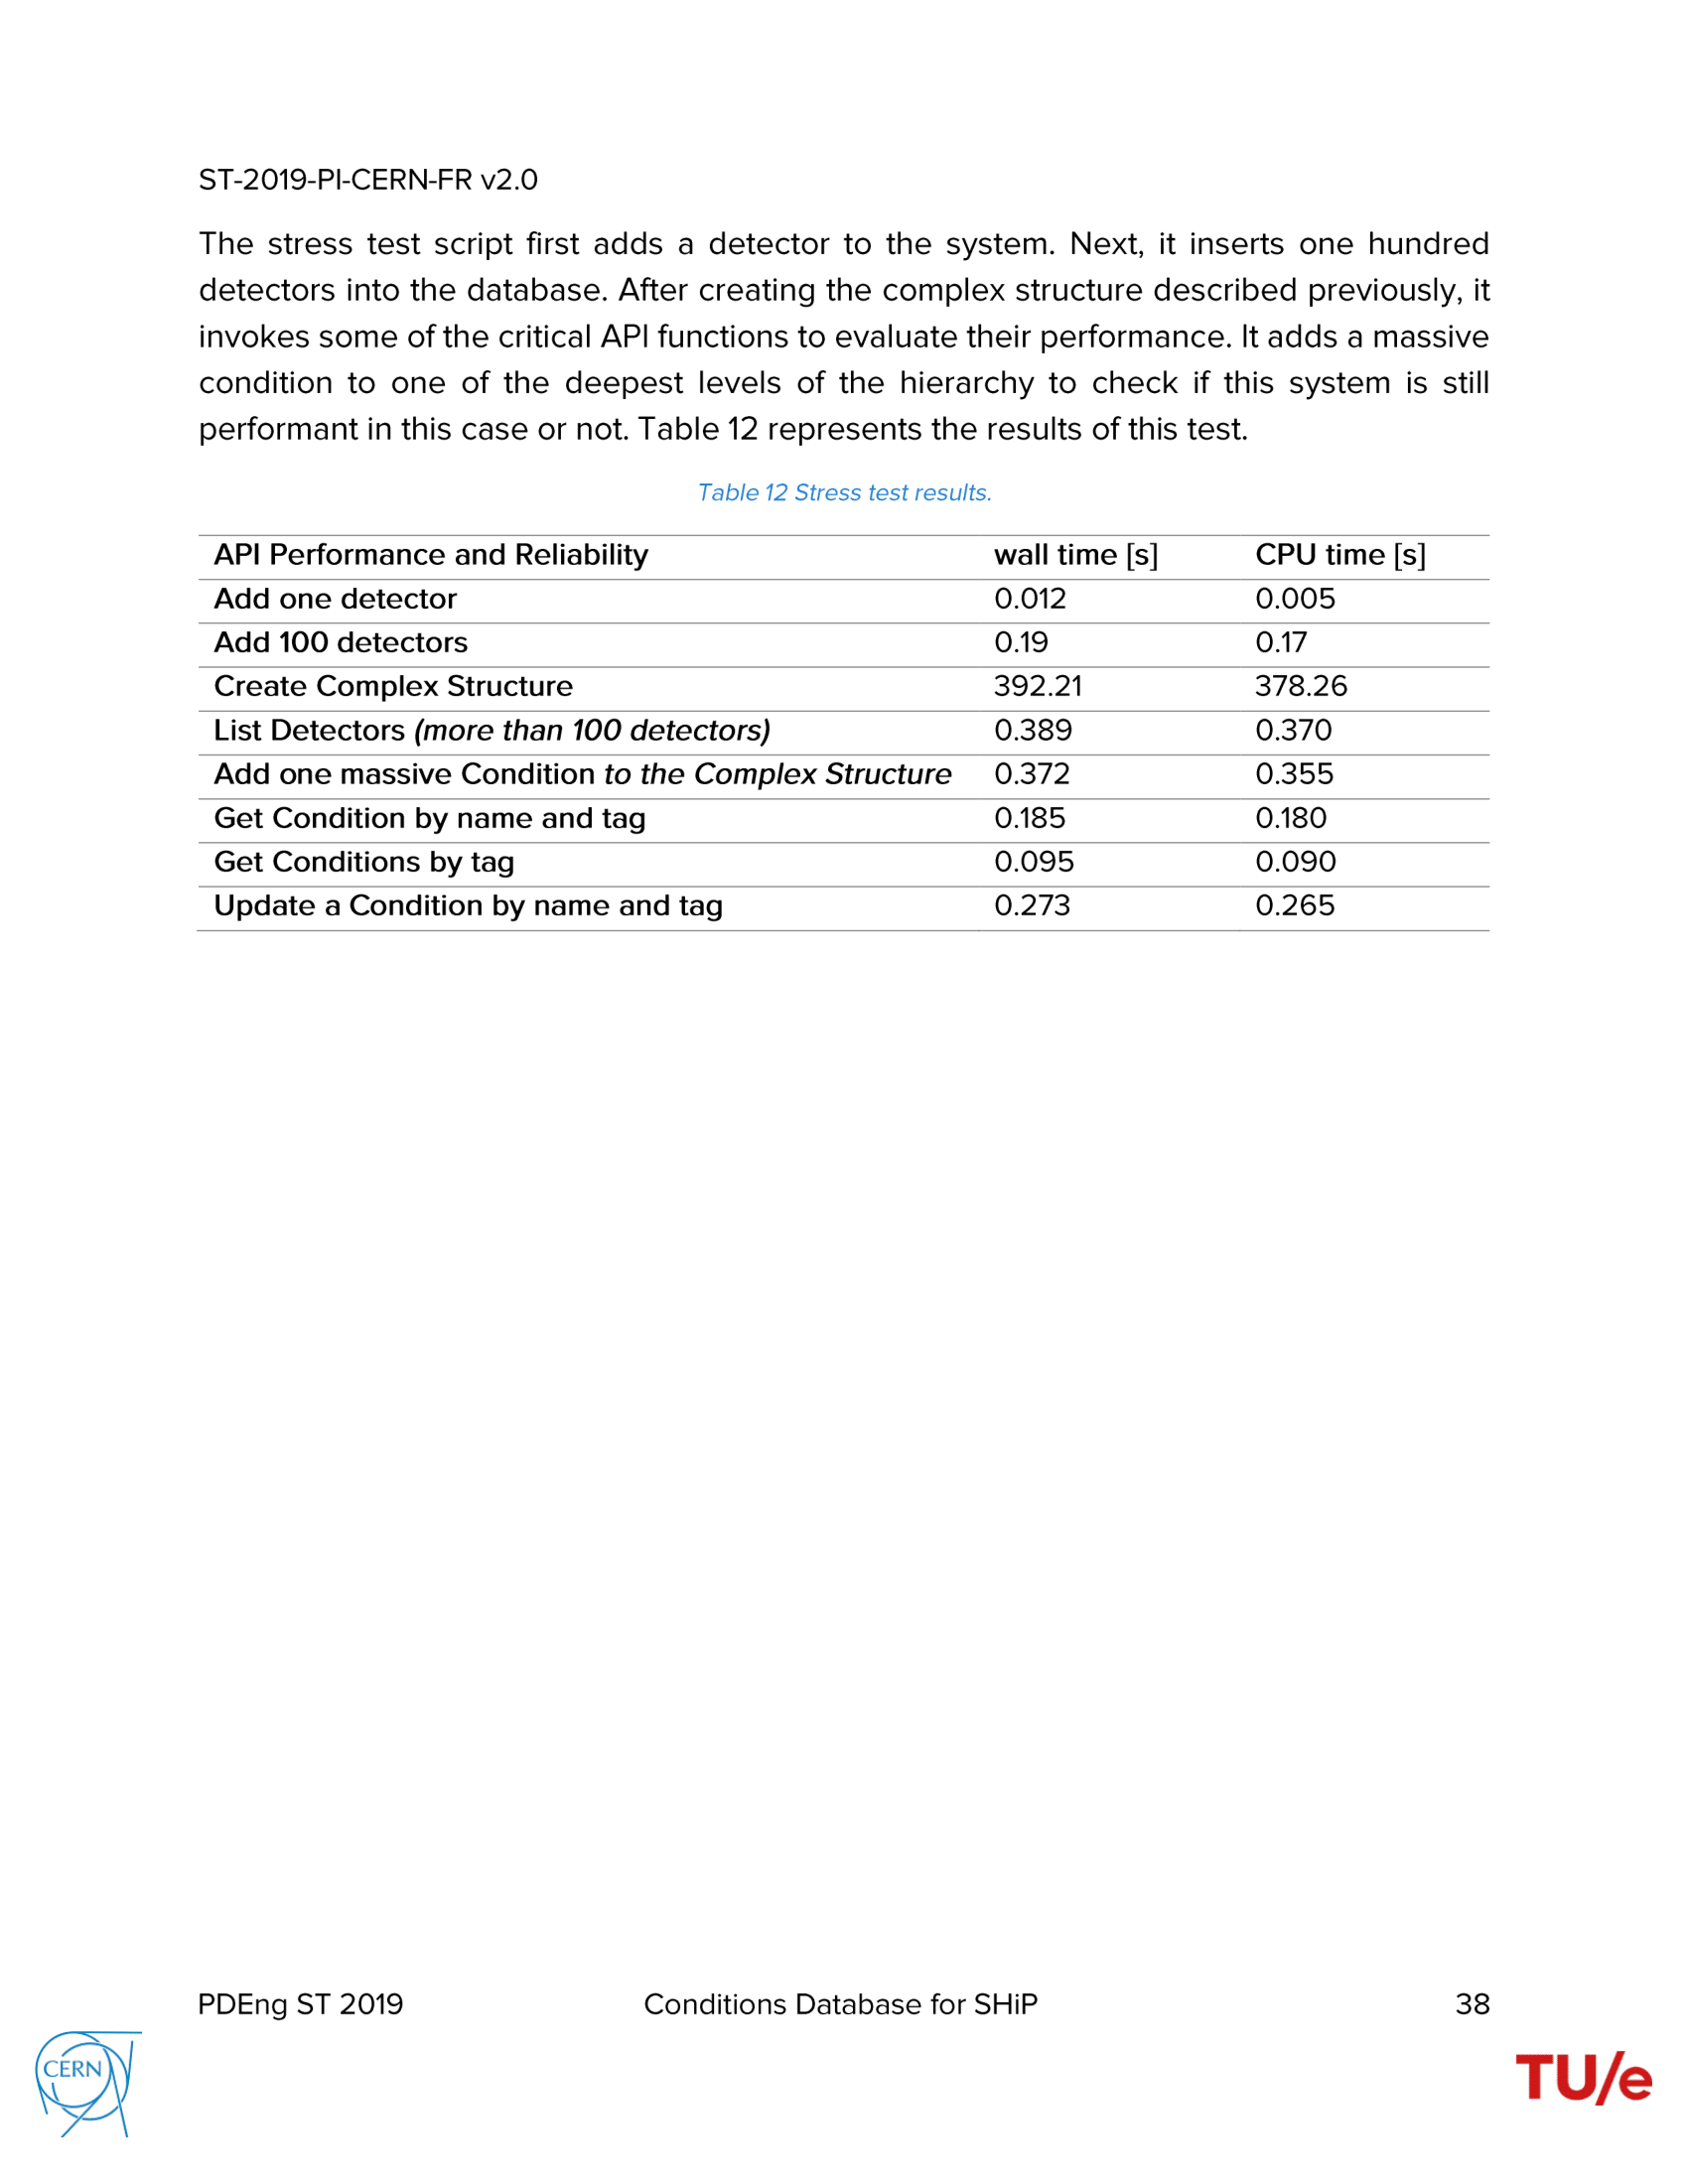 ST-2019-PI-CERN-FR v2.0
The stress test script first adds a detector to the system. Next, it inserts one hundred
detectors into the database. After creating the complex structure described previously, it
invokes some of the critical API functions to evaluate their performance. It adds a massive
condition to one of the deepest levels of the hierarchy to check if this system is still
performant in this case or not. Table 12 represents the results of this test.
Table 12 Stress test results.
API Performance and Reliability wall time [s] CPU time [s]
Add one detector 0.012 0.005
Add 100 detectors 0.19 0.17
Create Complex Structure 392.21 378.26
List Detectors (more than 100 detectors) 0.389 0.370
Add one massive Condition to the Complex Structure 0.372 0.355
Get Condition by name and tag 0.185 0.180
Get Conditions by tag 0.095 0.090
Update a Condition by name and tag 0.273 0.265
PDEng ST 2019 Conditions Database for SHiP 38
CERN TU/e